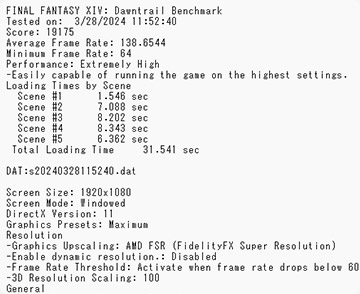 FINAL FANTASY XIV: Dawntrail Benchmark
Tested on: 3/28/2024 11:52:40
Score: 19175
Average Frame Rate: 138.6544
Minimum Frame Rate: 64
Performance: Extremely High
-Easily capable of running the game on the highest settings.
Loading Times by Scene
Scene #1 1.546 sec
Scene #2 7.088 sec
Scene #3 8.202 sec
Scene #4 8.343 sec
Scene #5 6.362 sec
Total Loading Time 31.541 sec
DAT:s20240328115240.dat
Screen Size: 1920x1080
Screen Mode: Windowed
DirectX Version: 11
Graphics Presets: Maximum
Resolution
-Graphics Upscaling: AMD FSR (FidelityFX Super Resolution)
-Enable dynamic resolution.: Disabled
-Frame Rate Threshold: Activate when frame rate drops below 60
-3D Resolution Scaling: 100
General